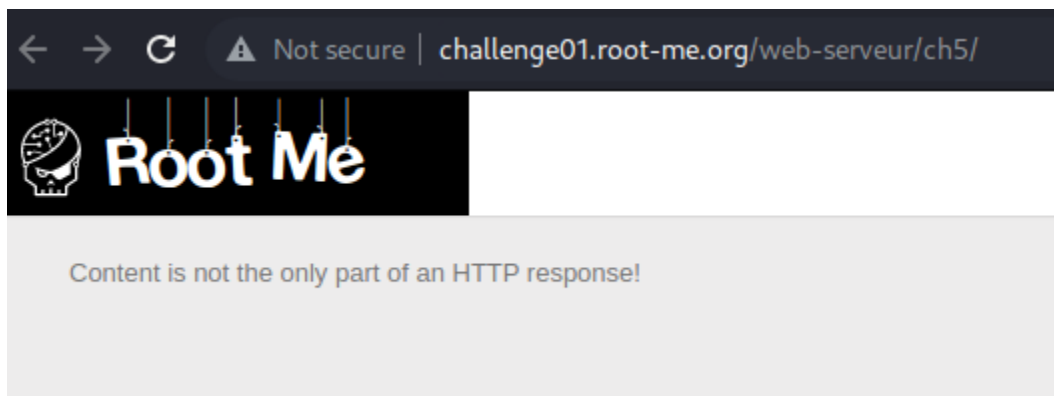 Not secure | challenge01.root-me.org/web-serveur/ch5/
Root Me
Content is not the only part of an HTTP response!